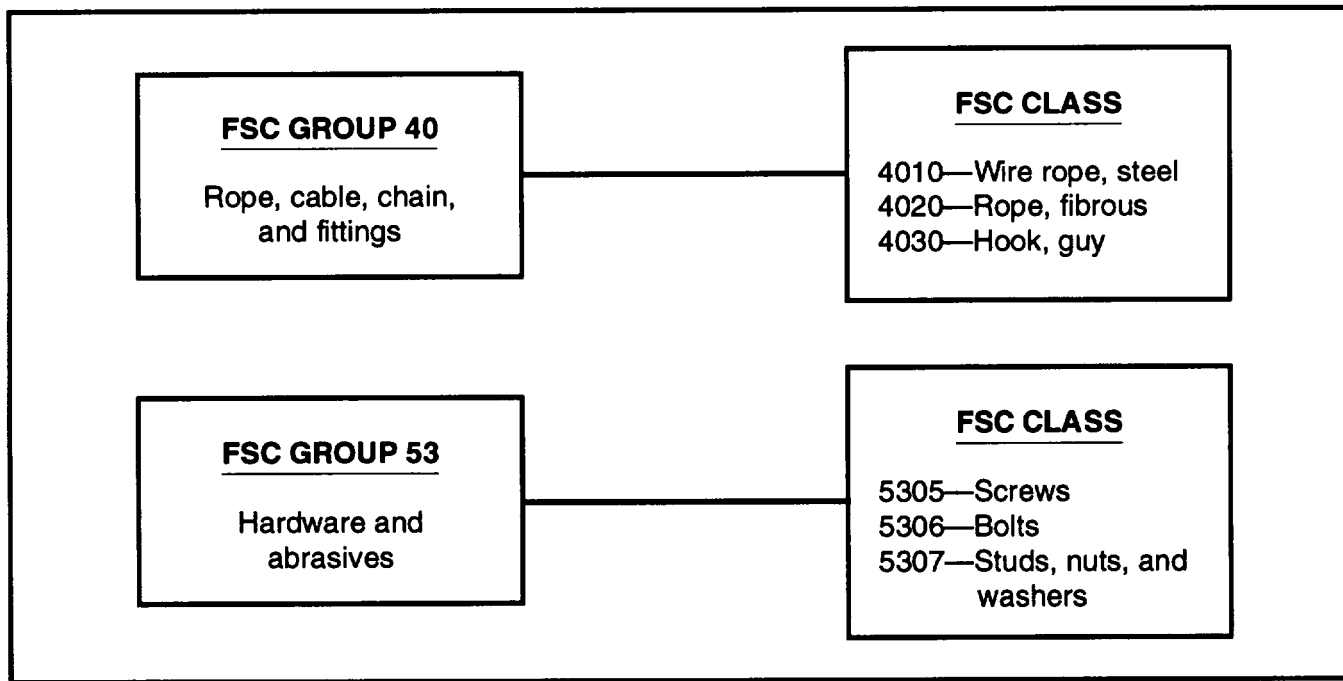 FSC GROUP 40
Rope, cable, chain,
and fittings
FSC CLASS
4010—Wire rope, steel
4020—Rope, fibrous
4030—Hook, guy
FSC GROUP 53
Hardware and
abrasives
FSC CLASS
5305—Screws
5306—Bolts
5307—Studs, nuts, and
washers